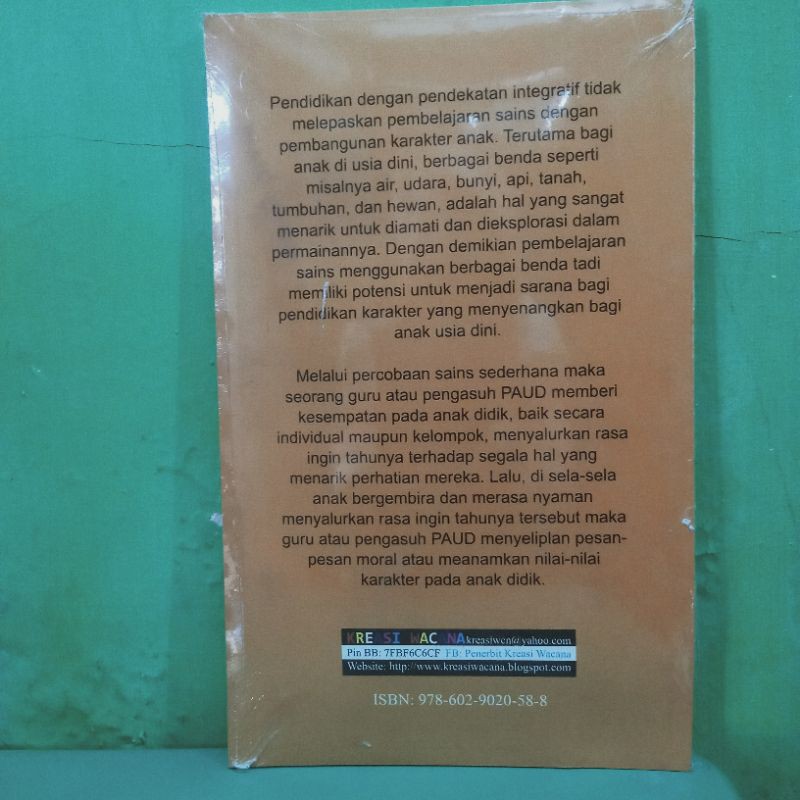 Pendidikan dengan pendekatan integratif tidak
melepaskan pembelajaran sains dengan
pembangunan karakter anak. Terutama bagi
anak di usia dini, berbagai benda seperti
misalnya air, udara, bunyi, api, tanah,
tumbuhan, dan hewan, adalah hal yang sangat
menarik untuk diamati dan dieksplorasi dalam
permainannya. Dengan demikian pembelajaran
sains menggunakan berbagai benda tadi
memiliki potensi untuk menjadi sarana bagi
pendidikan karakter yang menyenangkan bagi
anak usia dini.
Melalui percobaan sains sederhana maka
seorang guru atau pengasuh PAUD memberi
kesempatan pada anak didik, baik secara
individual maupun kelompok, menyalurkan rasa
ingin tahunya terhadap segala hal yang
menarik perhatian mereka. Lalu, di sela-sela
anak bergembira dan merasa nyaman
menyalurkan rasa ingin tahunya tersebut maka
guru atau pengasuh PAUD menyeliplan pesan-
pesan moral atau meanamkan nilai-nilai
karakter pada anak didik.
KREASI WACANA kreasiwcn@yahoo.com
Pin BB: 7FBF6C6CF FB: Penerbit Kreasi Wacana
Website: http://www.kreasiwacana.blogspot.com
ISBN: 978-602-9020-58-8